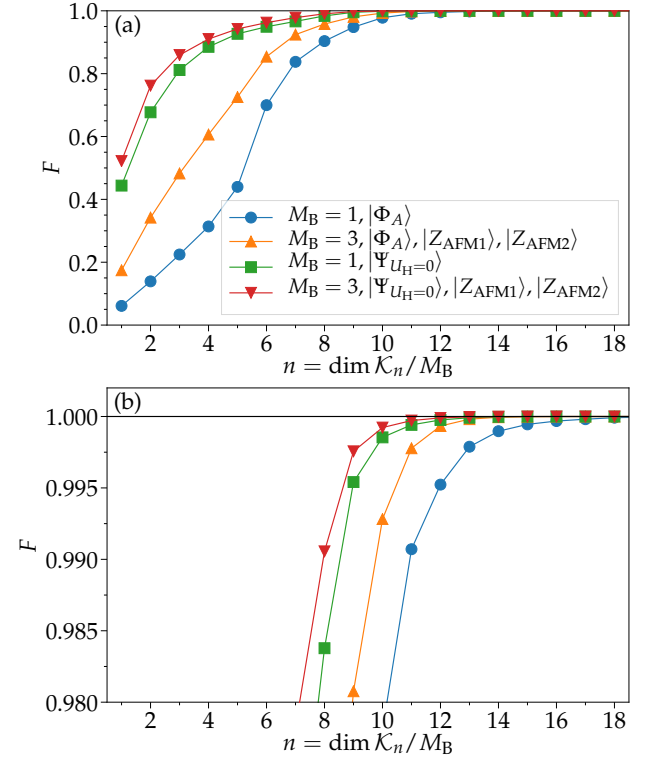 (a)
F
1.0
0.8
0.6
0.4
0.2
0.0
M_B = 1, |Φ_A⟩
M_B = 3, |Φ_A⟩, |Z_AFM1⟩, |Z_AFM2⟩
M_B = 1, |Ψ_{U_H=0}⟩
M_B = 3, |Ψ_{U_H=0}⟩, |Z_AFM1⟩, |Z_AFM2⟩
2 4 6 8 10 12 14 16 18
n = dim 𝒦_n/M_B
(b)
F
1.000
0.995
0.990
0.985
0.980
2 4 6 8 10 12 14 16 18
n = dim 𝒦_n/M_B